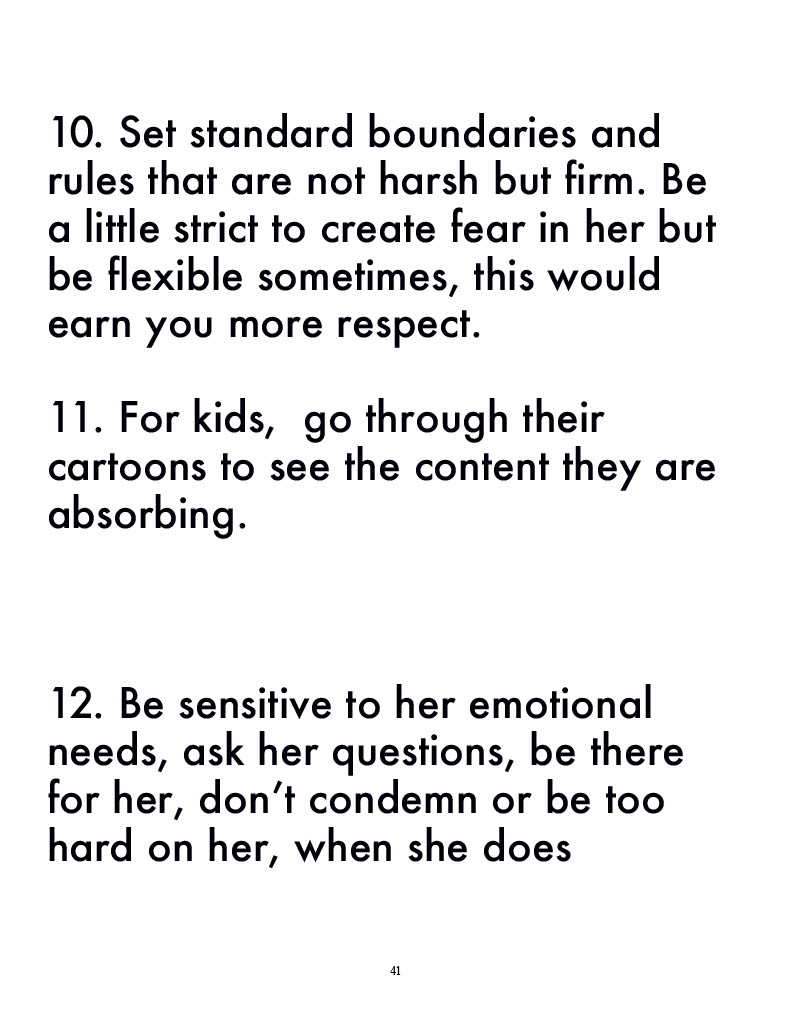 10. Set standard boundaries and
rules that are not harsh but firm. Be
a little strict to create fear in her but
be flexible sometimes, this would
earn you more respect.
11. For kids,  go through their
cartoons to see the content they are
absorbing.
12. Be sensitive to her emotional
needs, ask her questions, be there
for her, don’t condemn or be too
hard on her, when she does
41